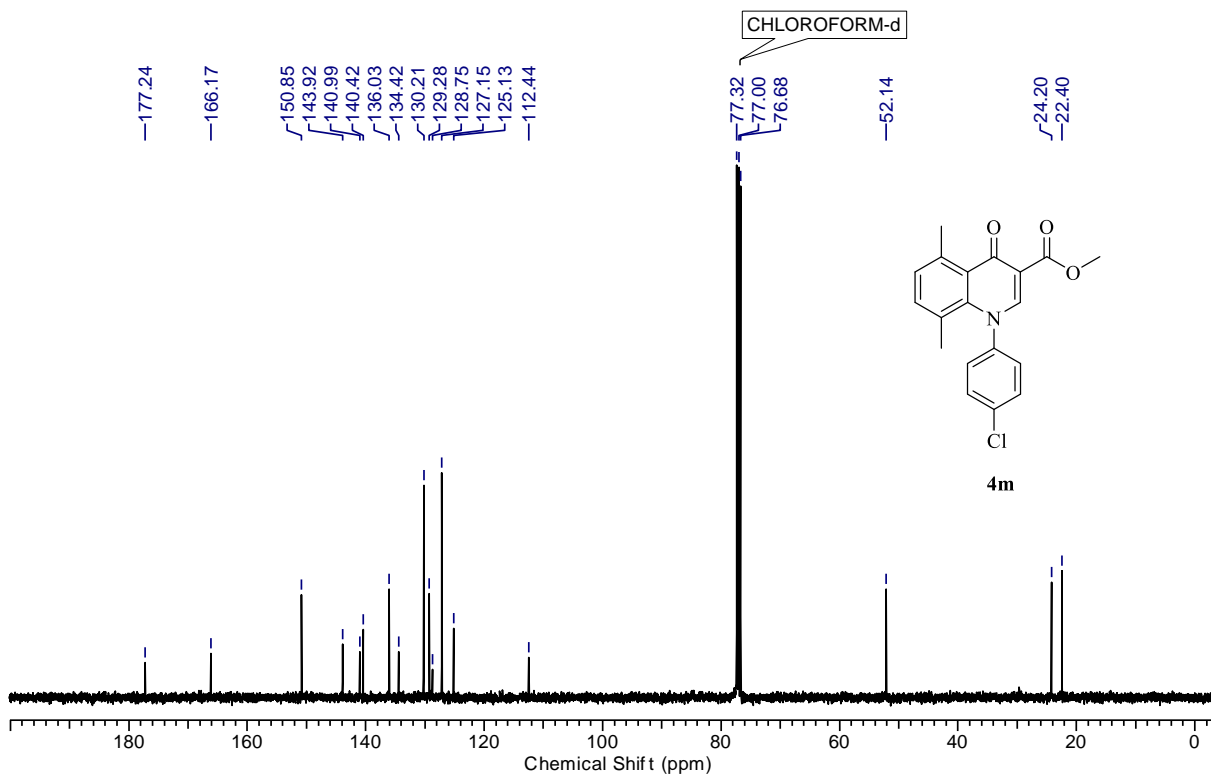 CHLOROFORM-d
177.24
166.17
150.85
143.92
140.99
140.42
136.03
134.42
130.21
129.28
128.75
127.15
125.13
112.44
77.32
77.00
76.68
52.14
24.20
22.40
O
O
O
N
Cl
4m
180 160 140 120 100 80 60 40 20 0
Chemical Shift (ppm)